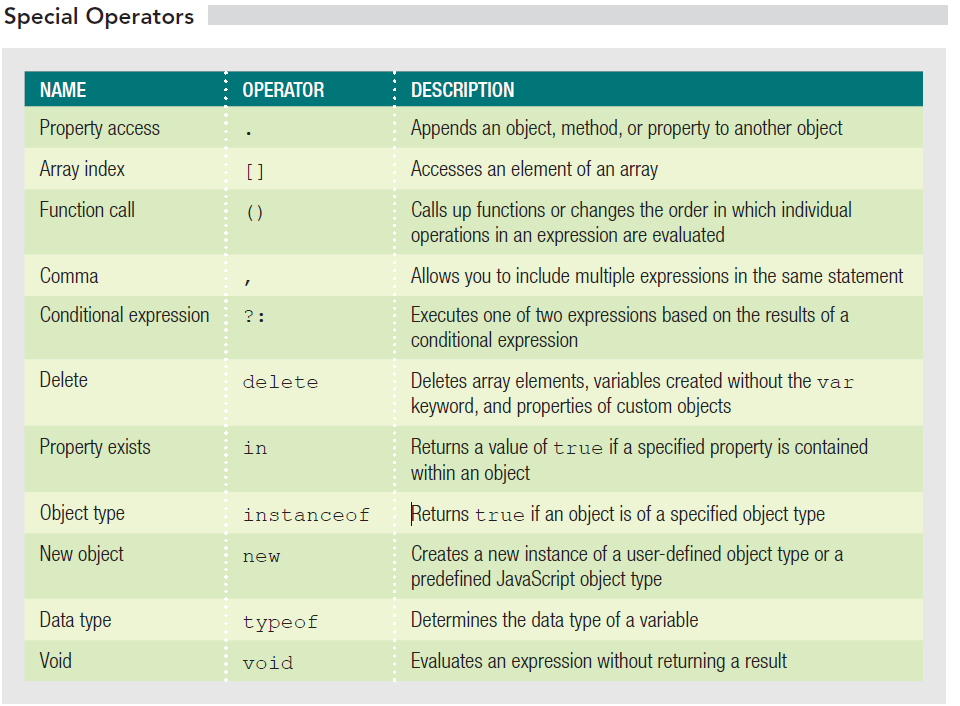 Special Operators
NAME OPERATOR DESCRIPTION
Property access . Appends an object, method, or property to another object
Array index [] Accesses an element of an array
Function call () Calls up functions or changes the order in which individual
operations in an expression are evaluated
Comma , Allows you to include multiple expressions in the same statement
Conditional expression ?: Executes one of two expressions based on the results of a
conditional expression
Delete delete Deletes array elements, variables created without the var
keyword, and properties of custom objects
Property exists in Returns a value of true if a specified property is contained
within an object
Object type instanceof Returns true if an object is of a specified object type
New object new Creates a new instance of a user-defined object type or a
predefined JavaScript object type
Data type typeof Determines the data type of a variable
Void void Evaluates an expression without returning a result